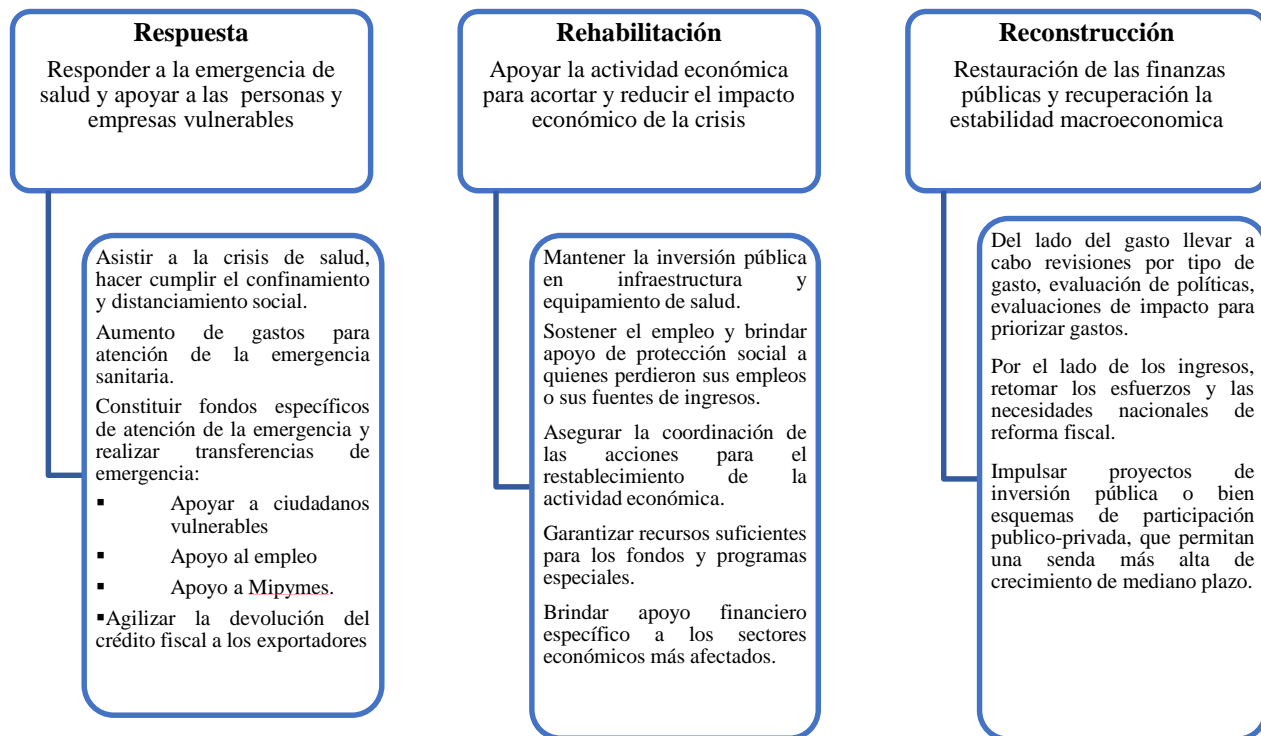 Respuesta
Responder a la emergencia de
salud y apoyar a las personas y
empresas vulnerables
Asistir a la crisis de salud,
hacer cumplir el confinamiento
y distanciamiento social.
Aumento de gastos para
atención de la emergencia
sanitaria.
Constituir fondos específicos
de atención de la emergencia y
realizar transferencias de
emergencia:
▪ Apoyar a ciudadanos
vulnerables
▪ Apoyo al empleo
▪ Apoyo a Mipymes.
▪Agilizar la devolución del
crédito fiscal a los exportadores
Rehabilitación
Apoyar la actividad económica
para acortar y reducir el impacto
económico de la crisis
Mantener la inversión pública
en infraestructura y
equipamiento de salud.
Sostener el empleo y brindar
apoyo de protección social a
quienes perdieron sus empleos
o sus fuentes de ingresos.
Asegurar la coordinación de
las acciones para el
restablecimiento de la
actividad económica.
Garantizar recursos suficientes
para los fondos y programas
especiales.
Brindar apoyo financiero
específico a los sectores
económicos más afectados.
Reconstrucción
Restauración de las finanzas
públicas y recuperación la
estabilidad macroeconomica
Del lado del gasto llevar a
cabo revisiones por tipo de
gasto, evaluación de políticas,
evaluaciones de impacto para
priorizar gastos.
Por el lado de los ingresos,
retomar los esfuerzos y las
necesidades nacionales de
reforma fiscal.
Impulsar proyectos de
inversión pública o bien
esquemas de participación
publico-privada, que permitan
una senda más alta de
crecimiento de mediano plazo.